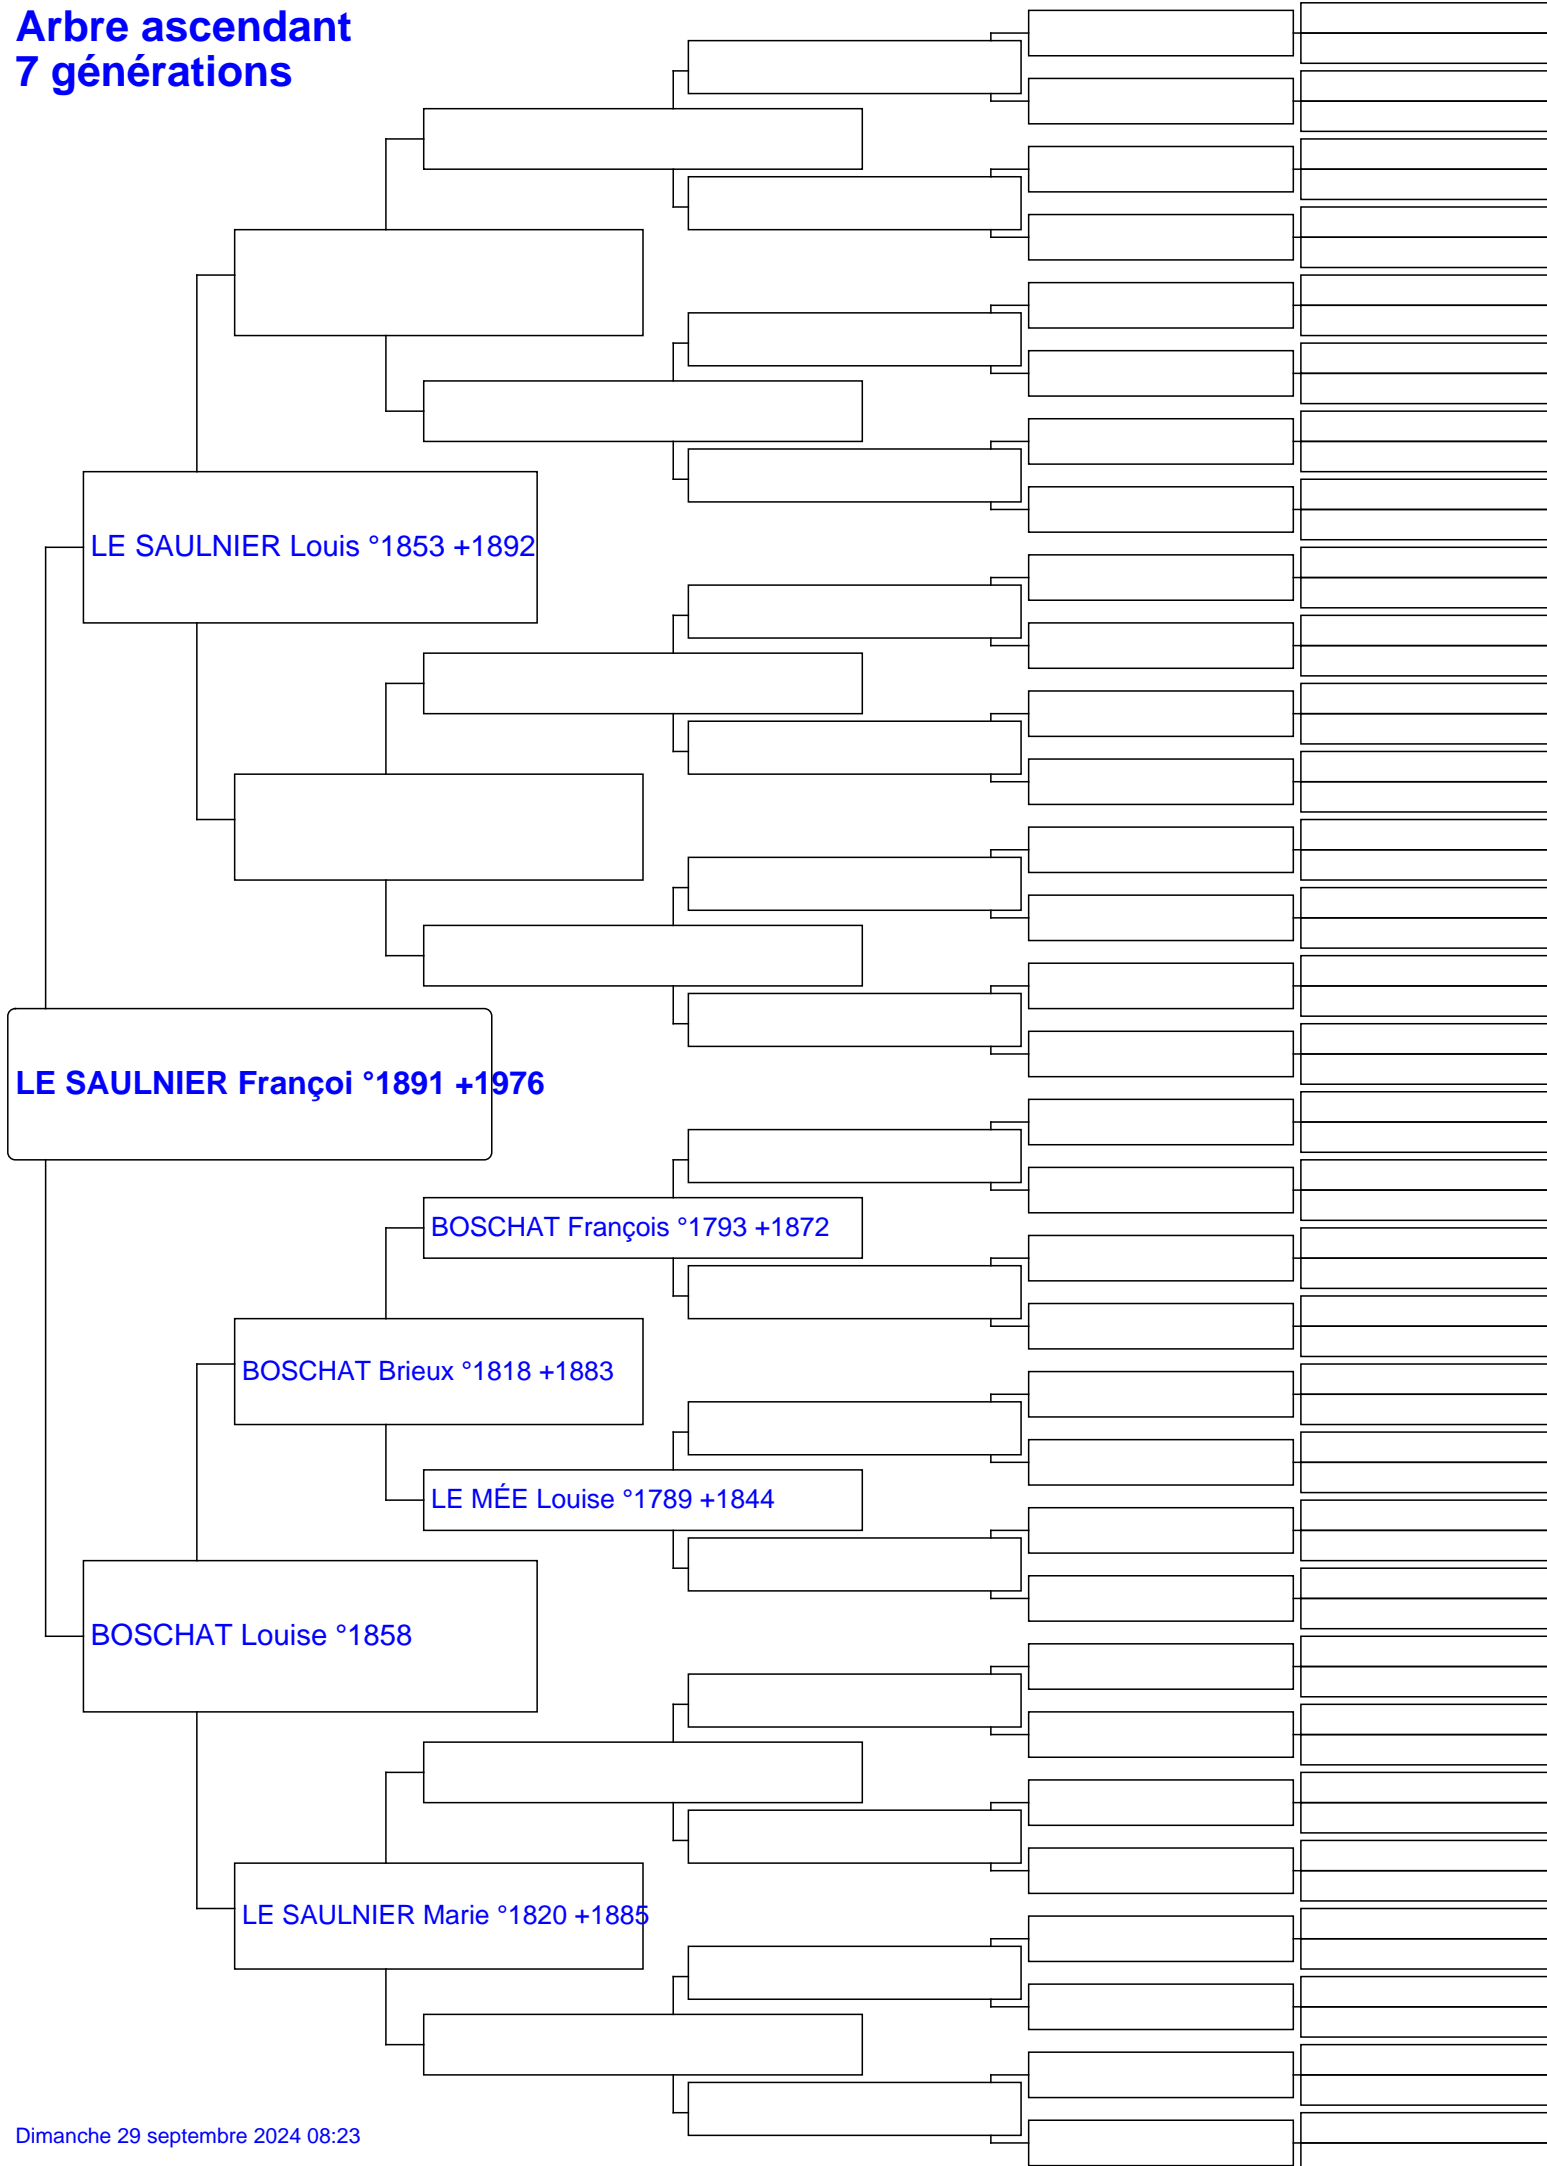 Arbre ascendant
7 générations
LE SAULNIER Louis °1853 +1892
LE SAULNIER Françoi °1891 +1976
BOSCHAT François °1793 +1872
BOSCHAT Brieux °1818 +1883
LE MÉE Louise °1789 +1844
BOSCHAT Louise °1858
LE SAULNIER Marie °1820 +1885
Dimanche 29 septembre 2024 08:23